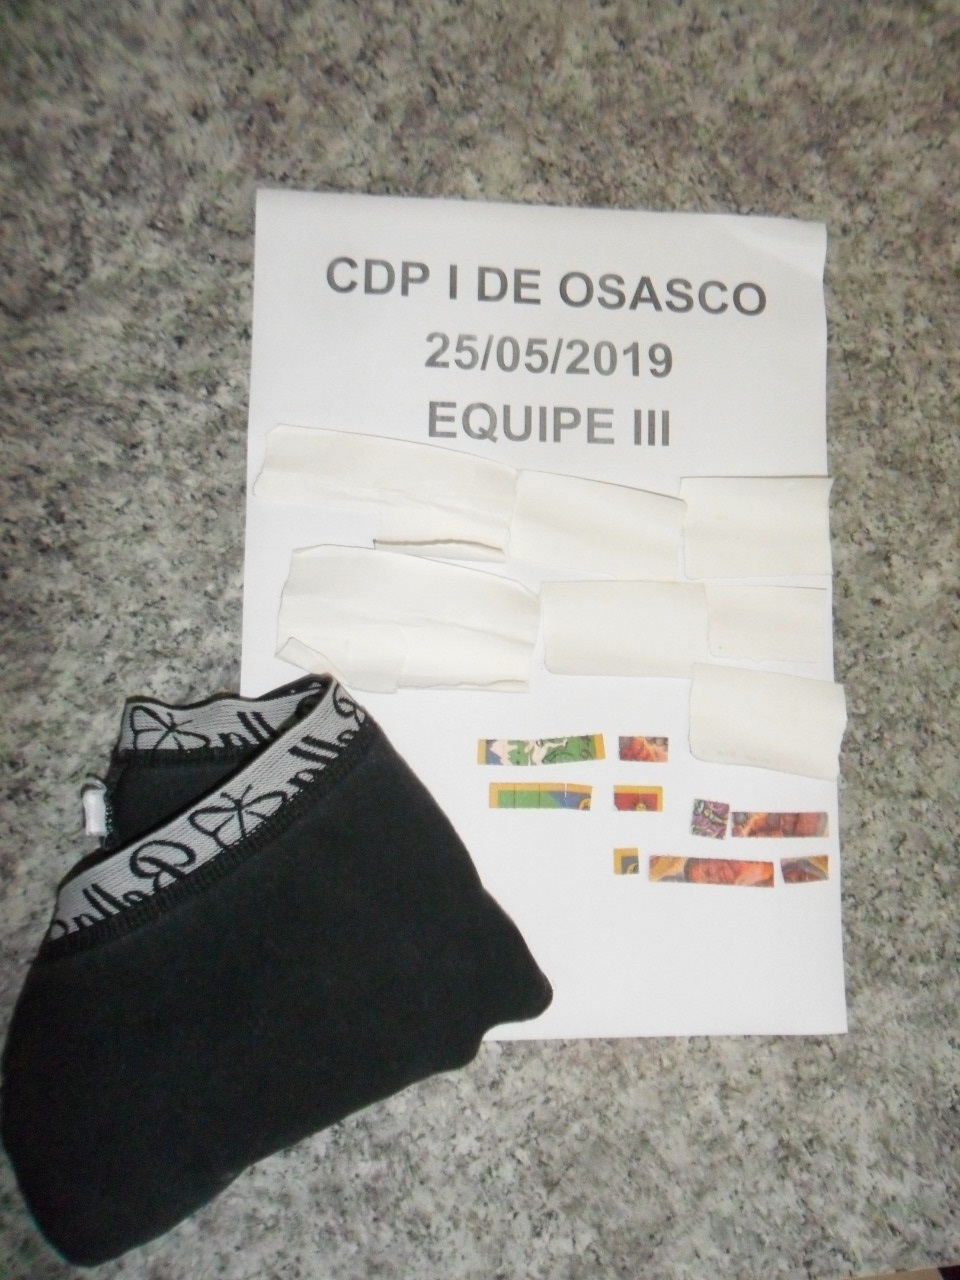 CDP I DE OSASCO
25/05/2019
EQUIPE III